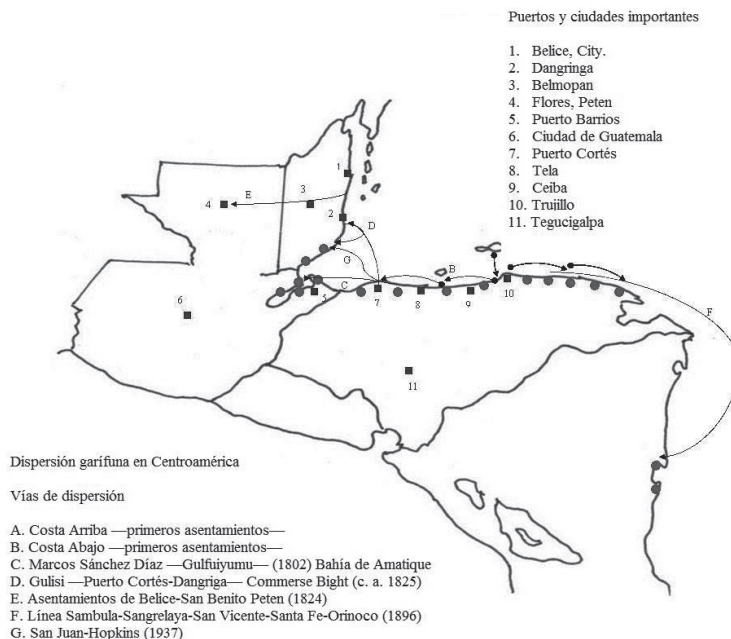 Puertos y ciudades importantes
1. Belice, City.
2. Dangringa
3. Belmopan
4. Flores, Peten
5. Puerto Barrios
6. Ciudad de Guatemala
7. Puerto Cortés
8. Tela
9. Ceiba
10. Trujillo
11. Tegucigalpa
1
E
3
4
2
D
G
B
C
5
7
8
9
10
6
F
11
Dispersión garífuna en Centroamérica
Vías de dispersión
A. Costa Arriba —primeros asentamientos—
B. Costa Abajo —primeros asentamientos—
C. Marcos Sánchez Díaz —Gulfuiyumu— (1802) Bahía de Amatique
D. Gulisi —Puerto Cortés-Dangriga— Commerse Bight (c. a. 1825)
E. Asentamientos de Belice-San Benito Peten (1824)
F. Línea Sambula-Sangrelaya-San Vicente-Santa Fe-Orinoco (1896)
G. San Juan-Hopkins (1937)